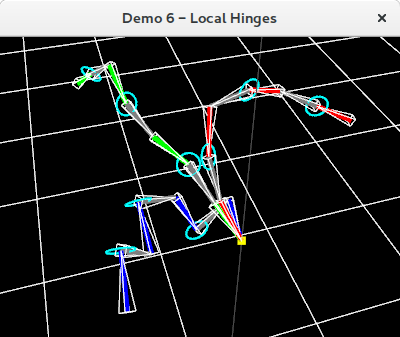 Demo 6 – Local Hinges